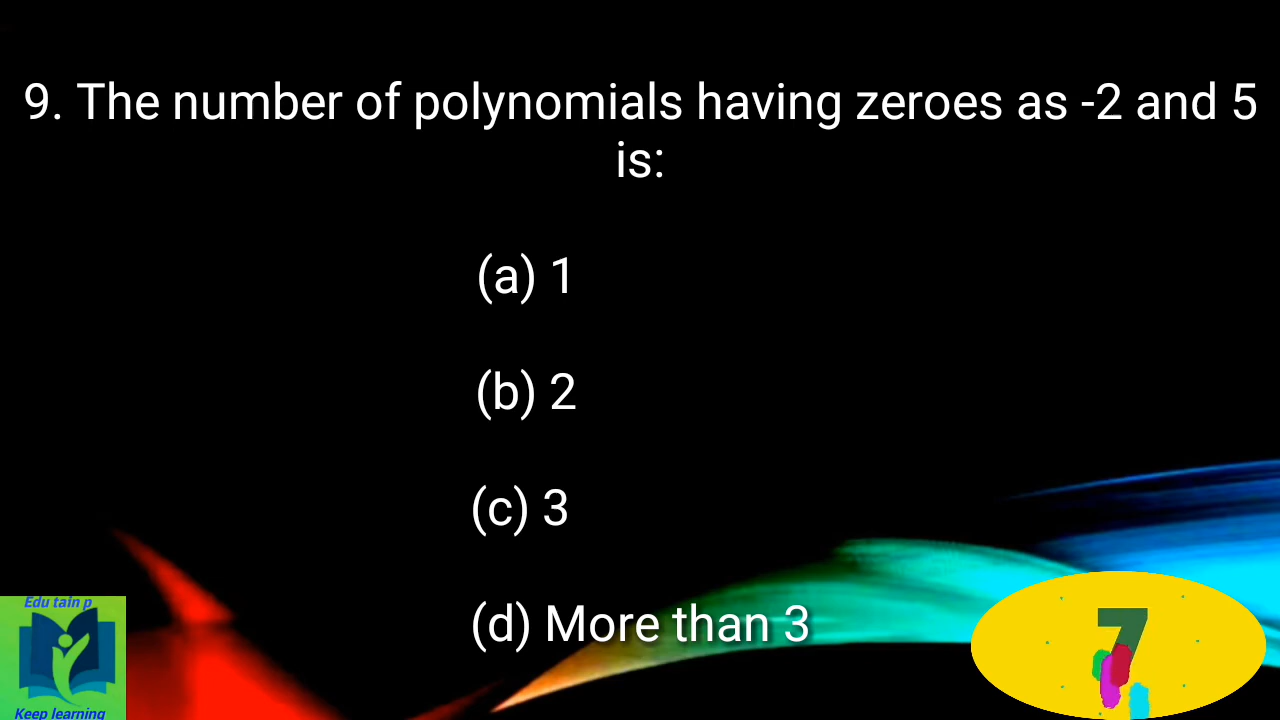 9. The number of polynomials having zeroes as -2 and 5
is:
(a) 1
(b) 2
(c) 3
(d) More than 3
Edu tain p
Keep learning
7